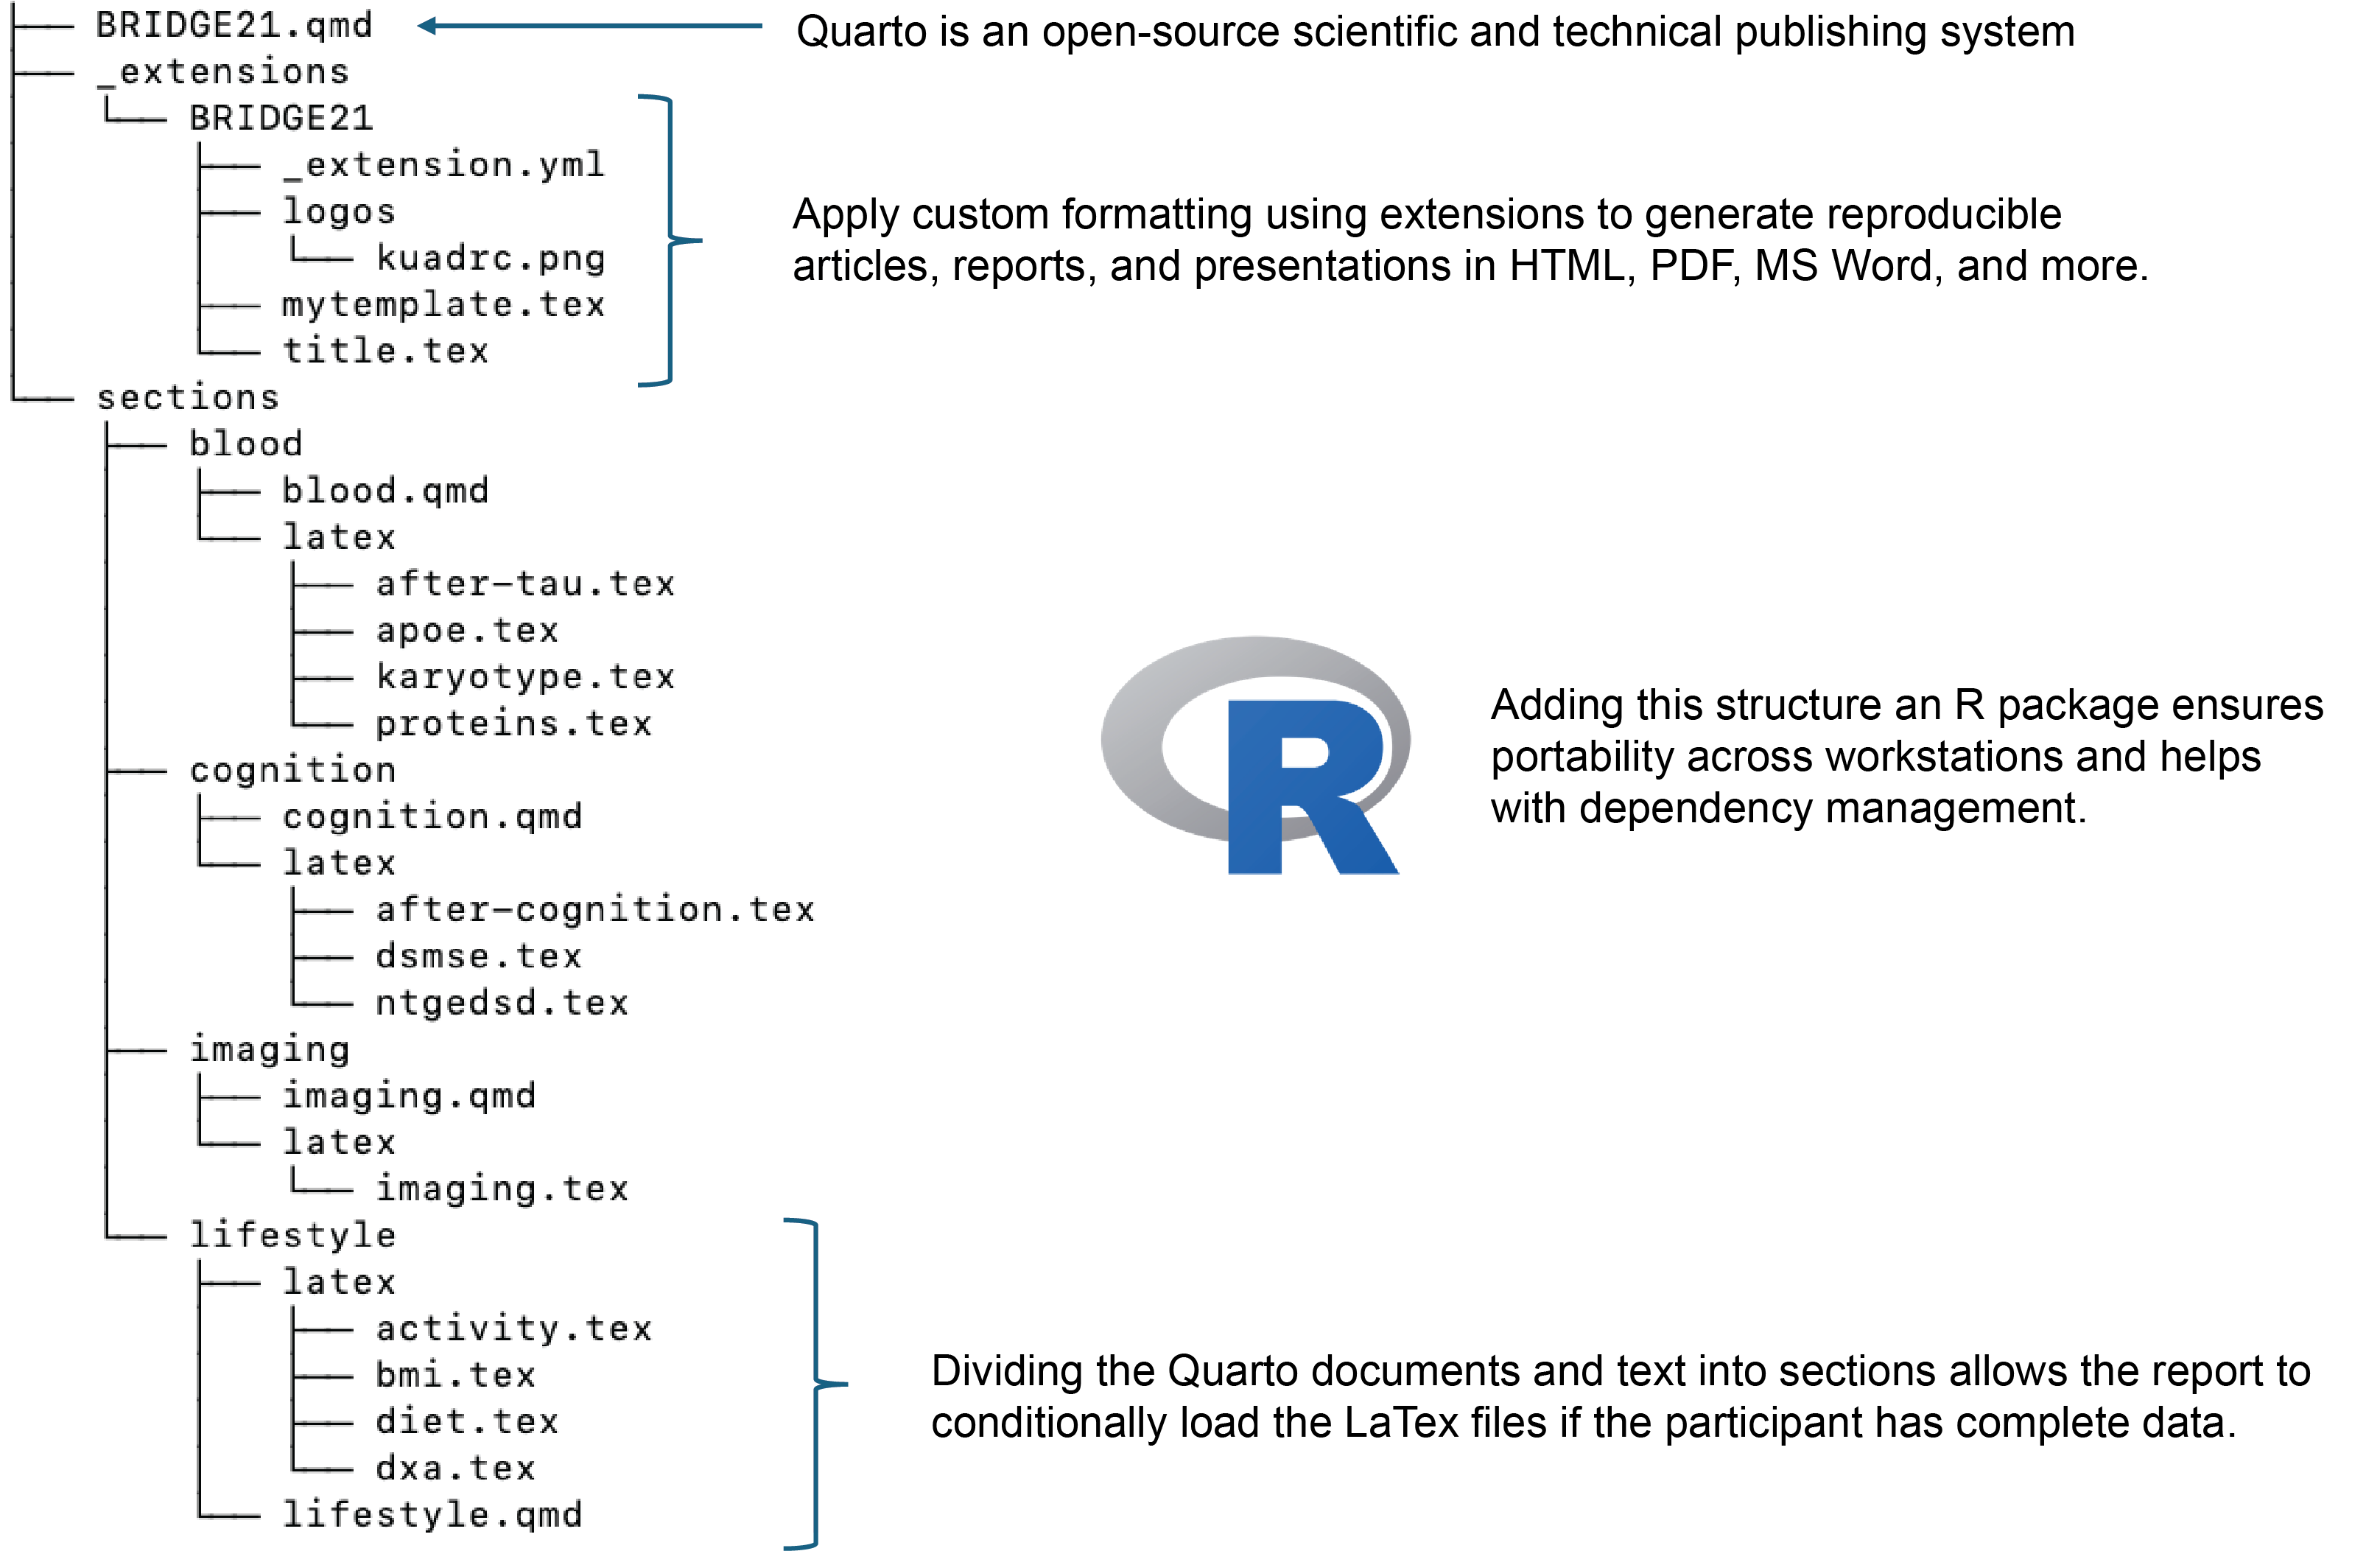 BRIDGE21.qmd
Quarto is an open-source scientific and technical publishing system
_extensions
BRIDGE21
_extension.yml
logos
kuadrc.png
mytemplate.tex
title.tex
Apply custom formatting using extensions to generate reproducible
articles, reports, and presentations in HTML, PDF, MS Word, and more.
sections
blood
blood.qmd
latex
after-tau.tex
apoe.tex
karyotype.tex
proteins.tex
cognition
cognition.qmd
latex
after-cognition.tex
dsmse.tex
ntgedsd.tex
R
Adding this structure an R package ensures
portability across workstations and helps
with dependency management.
imaging
imaging.qmd
latex
imaging.tex
lifestyle
latex
activity.tex
bmi.tex
diet.tex
dxa.tex
lifestyle.qmd
Dividing the Quarto documents and text into sections allows the report to
conditionally load the LaTex files if the participant has complete data.